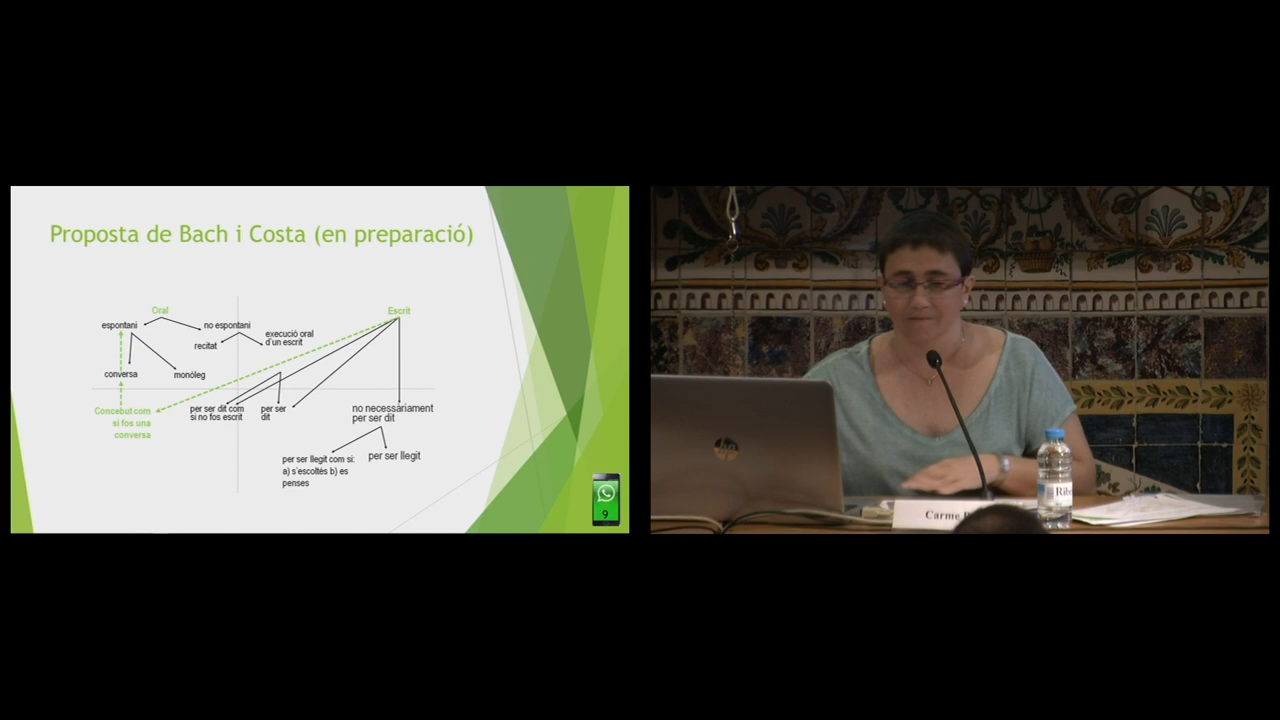 Proposta de Bach i Costa (en preparació)
Oral
Escrit
espontani
no espontani
recitat
execució oral
d'un escrit
conversa
monòleg
Concebut com
si fos una
conversa
per ser dit com
si no fos escrit
per ser
dit
no necessàriament
per ser dit
per ser llegit com si:
a) s'escoltés b) es
penses
per ser llegit
9
hp
Carme